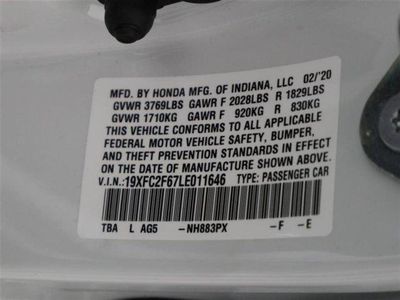 MFD. BY HONDA MFG. OF INDIANA, LLC 02/'20
GVWR 3769LBS GAWR F 2028LBS R 1829LBS
GVWR 1710KG GAWR F 920KG R 830KG
THIS VEHICLE CONFORMS TO ALL APPLICABLE
FEDERAL MOTOR VEHICLE SAFETY, BUMPER,
AND THEFT PREVENTION STANDARDS IN EFFECT
ON THE DATE OF MANUFACTURE SHOWN ABOVE.
V.I.N.: 19XFC2F67LE011646 TYPE: PASSENGER CAR
TBA L AG5 -NH883PX -F -E